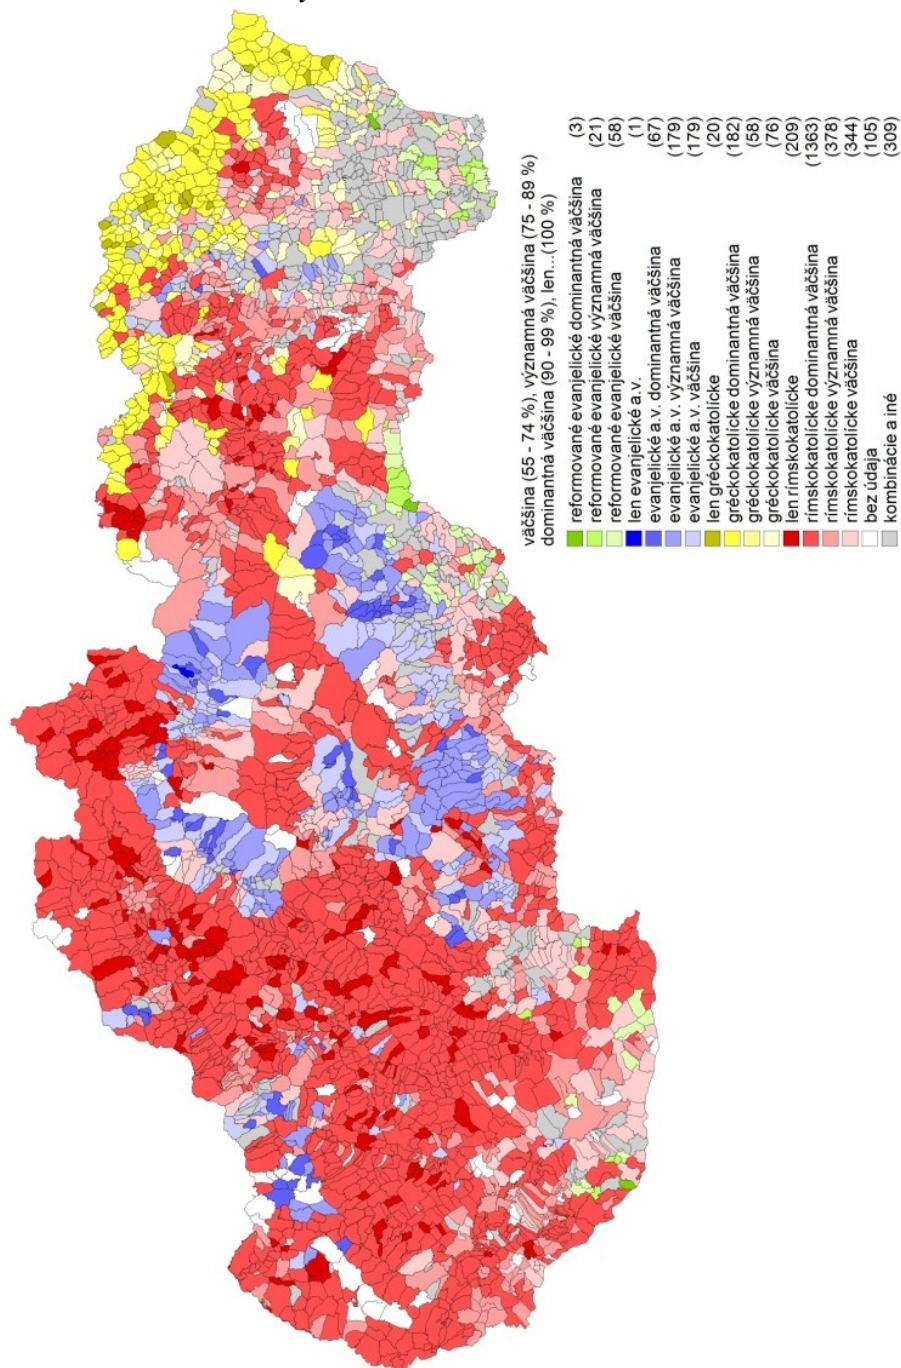 väčšina (55 - 74 %), významná väčšina (75 - 89 %)
dominantná väčšina (90 - 99 %), len...(100 %)
reformované evanjelické dominantná väčšina (3)
reformované evanjelické významná väčšina (21)
reformované evanjelické väčšina (58)
len evanjelické a.v. (1)
evanjelické a.v. dominantná väčšina (67)
evanjelické a.v. významná väčšina (179)
evanjelické a.v. väčšina (179)
len gréckokatolícke (20)
gréckokatolícke dominantná väčšina (182)
gréckokatolícke významná väčšina (58)
gréckokatolícke väčšina (76)
len rímskokatolícke (209)
rímskokatolícke dominantná väčšina (1363)
rímskokatolícke významná väčšina (378)
rímskokatolícke väčšina (344)
bez údaja (105)
kombinácie a iné (309)